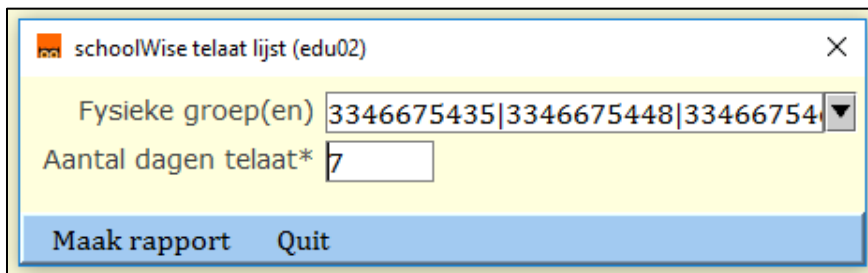 schoolWise telaat lijst (edu02)
Fysieke groep(en) 3346675435|3346675448|33466754
Aantal dagen telaat* 7
Maak rapport Quit